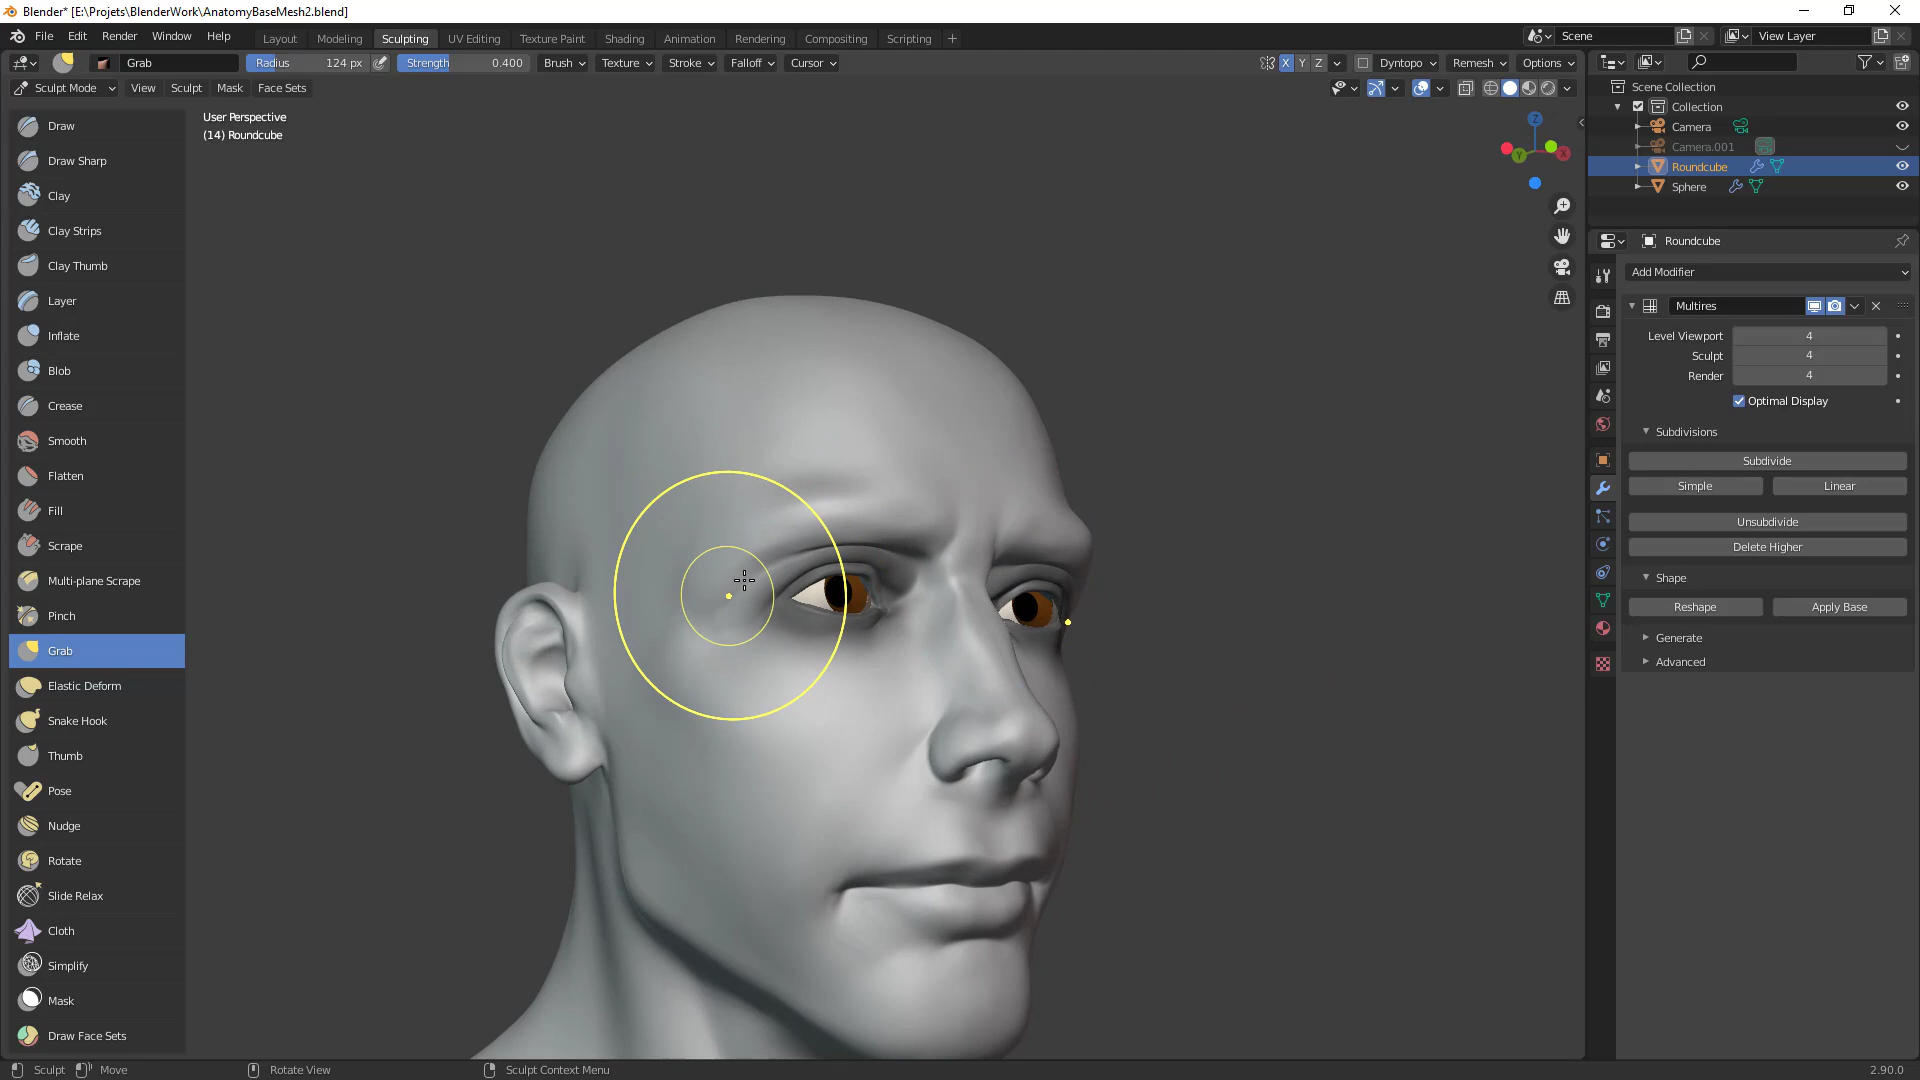 Blender* [E:\Projets\BlenderWork\AnatomyBaseMesh2.blend]
File Edit Render Window Help Layout Modeling Sculpting UV Editing Texture Paint Shading Animation Rendering Compositing Scripting + Scene View Layer
Grab Radius 124 px Strength 0.400 Brush Texture Stroke Falloff Cursor X Y Z Dyntopo Remesh Options
Sculpt Mode View Sculpt Mask Face Sets
User Perspective
(14) Roundcube
Draw
Draw Sharp
Clay
Clay Strips
Clay Thumb
Layer
Inflate
Blob
Crease
Smooth
Flatten
Fill
Scrape
Multi-plane Scrape
Pinch
Grab
Elastic Deform
Snake Hook
Thumb
Pose
Nudge
Rotate
Slide Relax
Cloth
Simplify
Mask
Draw Face Sets
Z
Y
X
Scene Collection
Collection
Camera
Camera.001
Roundcube
Sphere
Roundcube
Add Modifier
Multires
Level Viewport 4
Sculpt 4
Render 4
Optimal Display
Subdivisions
Subdivide
Simple Linear
Unsubdivide
Delete Higher
Shape
Reshape Apply Base
Generate
Advanced
Sculpt Move Rotate View Sculpt Context Menu 2.90.0